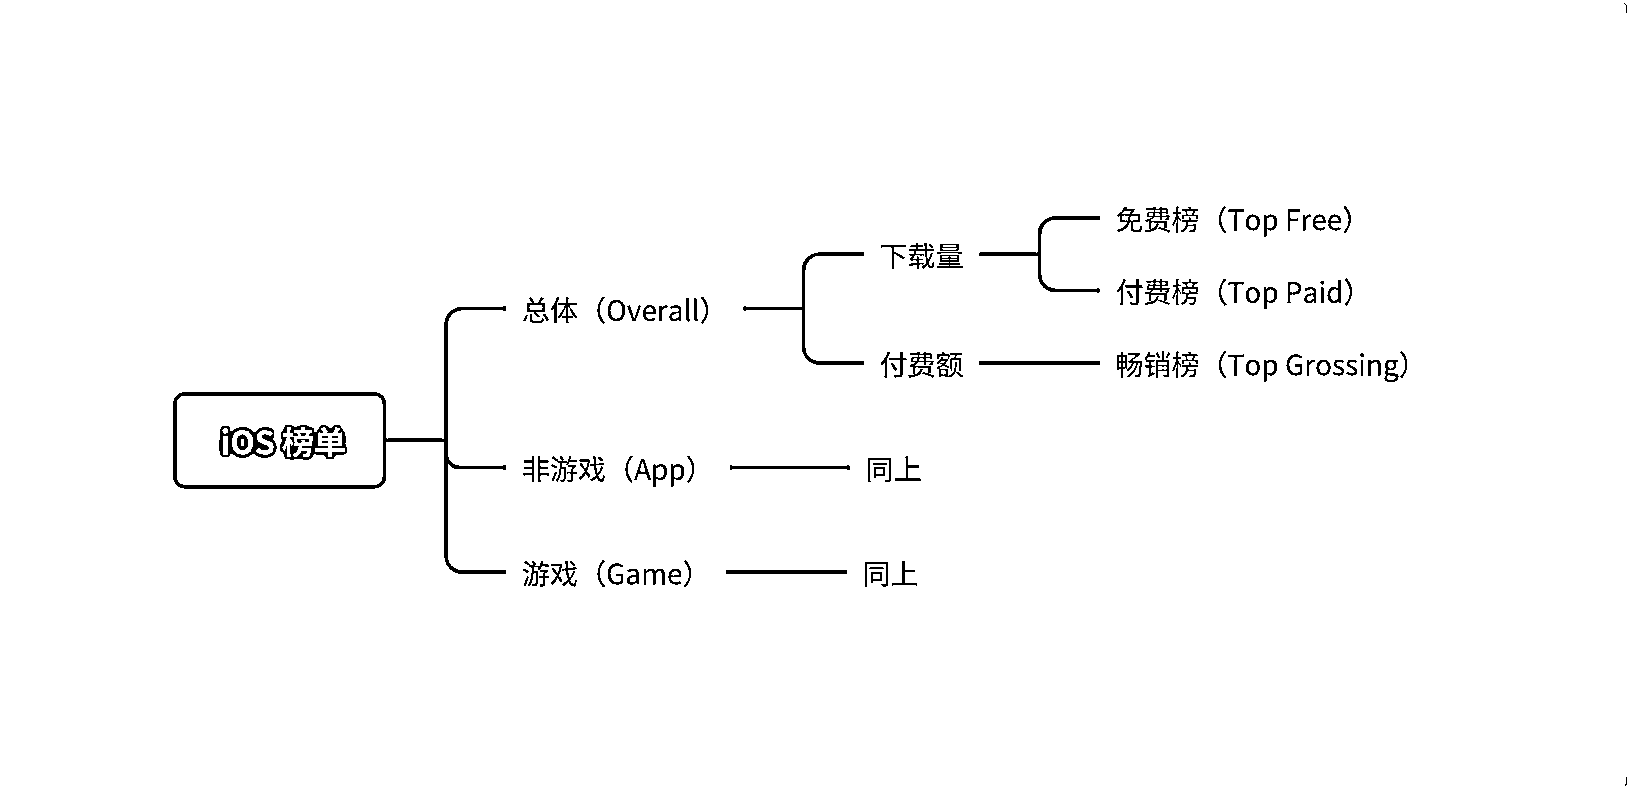 iOS 榜单
总体（Overall）
下载量
免费榜（Top Free）
付费榜（Top Paid）
付费额
畅销榜（Top Grossing）
非游戏（App）
同上
游戏（Game）
同上